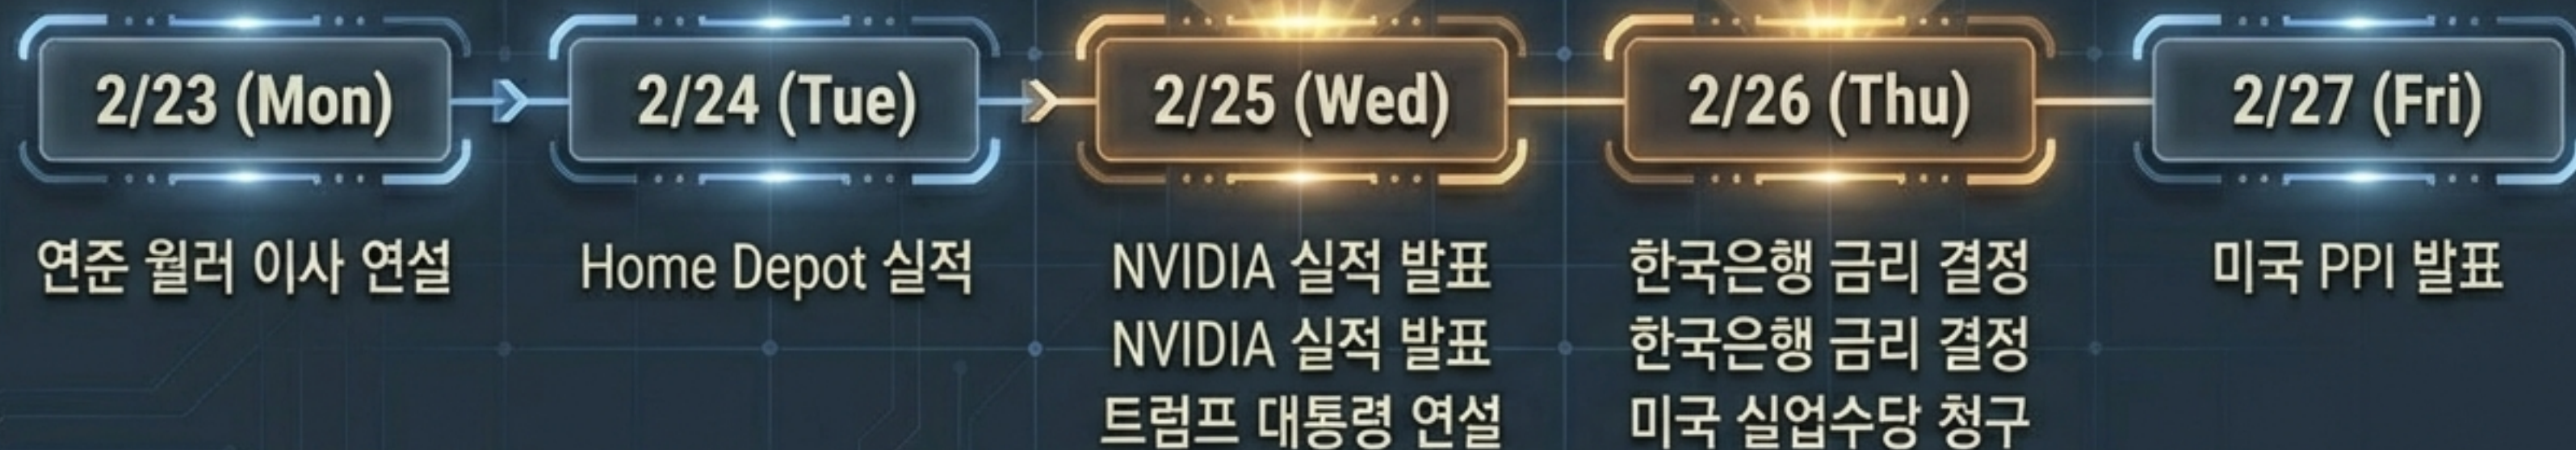 2/23 (Mon)
연준 월러 이사 연설
2/24 (Tue)
Home Depot 실적
2/25 (Wed)
NVIDIA 실적 발표
NVIDIA 실적 발표
트럼프 대통령 연설
2/26 (Thu)
한국은행 금리 결정
한국은행 금리 결정
미국 실업수당 청구
2/27 (Fri)
미국 PPI 발표